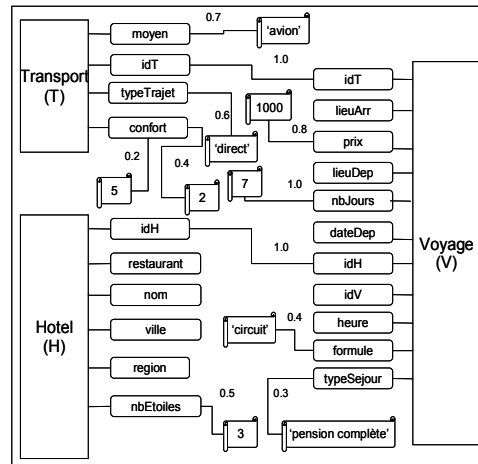 0.7
moyen
'avion'
idT
1.0
Transport
(T)
idT
typeTrajet
1000
lieuArr
0.6
confort
0.8
prix
0.2
'direct'
0.4
lieuDep
5
2
7
1.0
nbJours
idH
dateDep
Voyage
(V)
1.0
restaurant
idH
nom
idV
Hotel
(H)
ville
'circuit'
0.4
heure
formule
region
typeSejour
0.5
0.3
nbEtoiles
3
'pension complète'